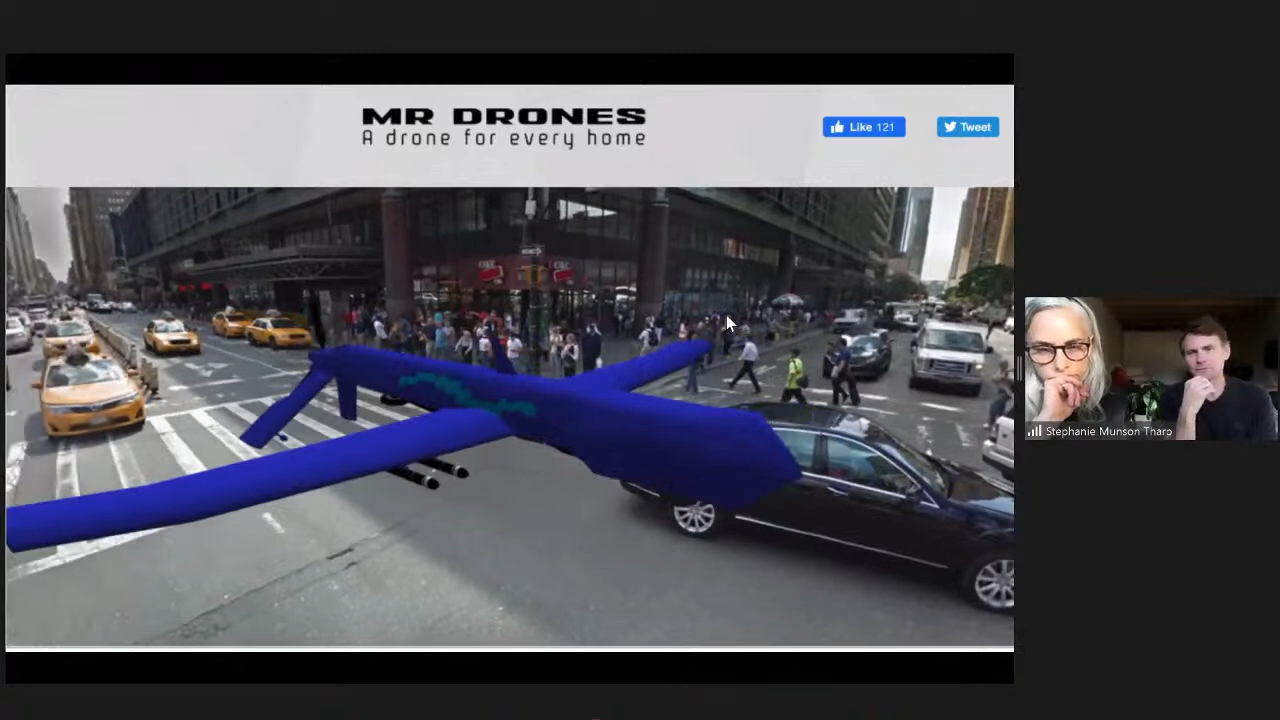 MR DRONES
A drone for every home
Like 121
Tweet
Stephanie Munson Tharp